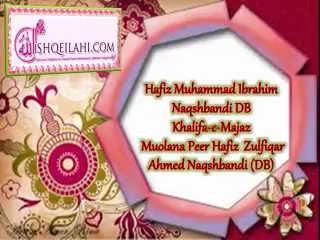 ISHQEILAHI.COM
Hafiz Muhammad Ibrahim
Naqshbandi DB
Khalifa-e-Majaz
Muolana Peer Hafiz Zulfiqar
Ahmed Naqshbandi (DB)